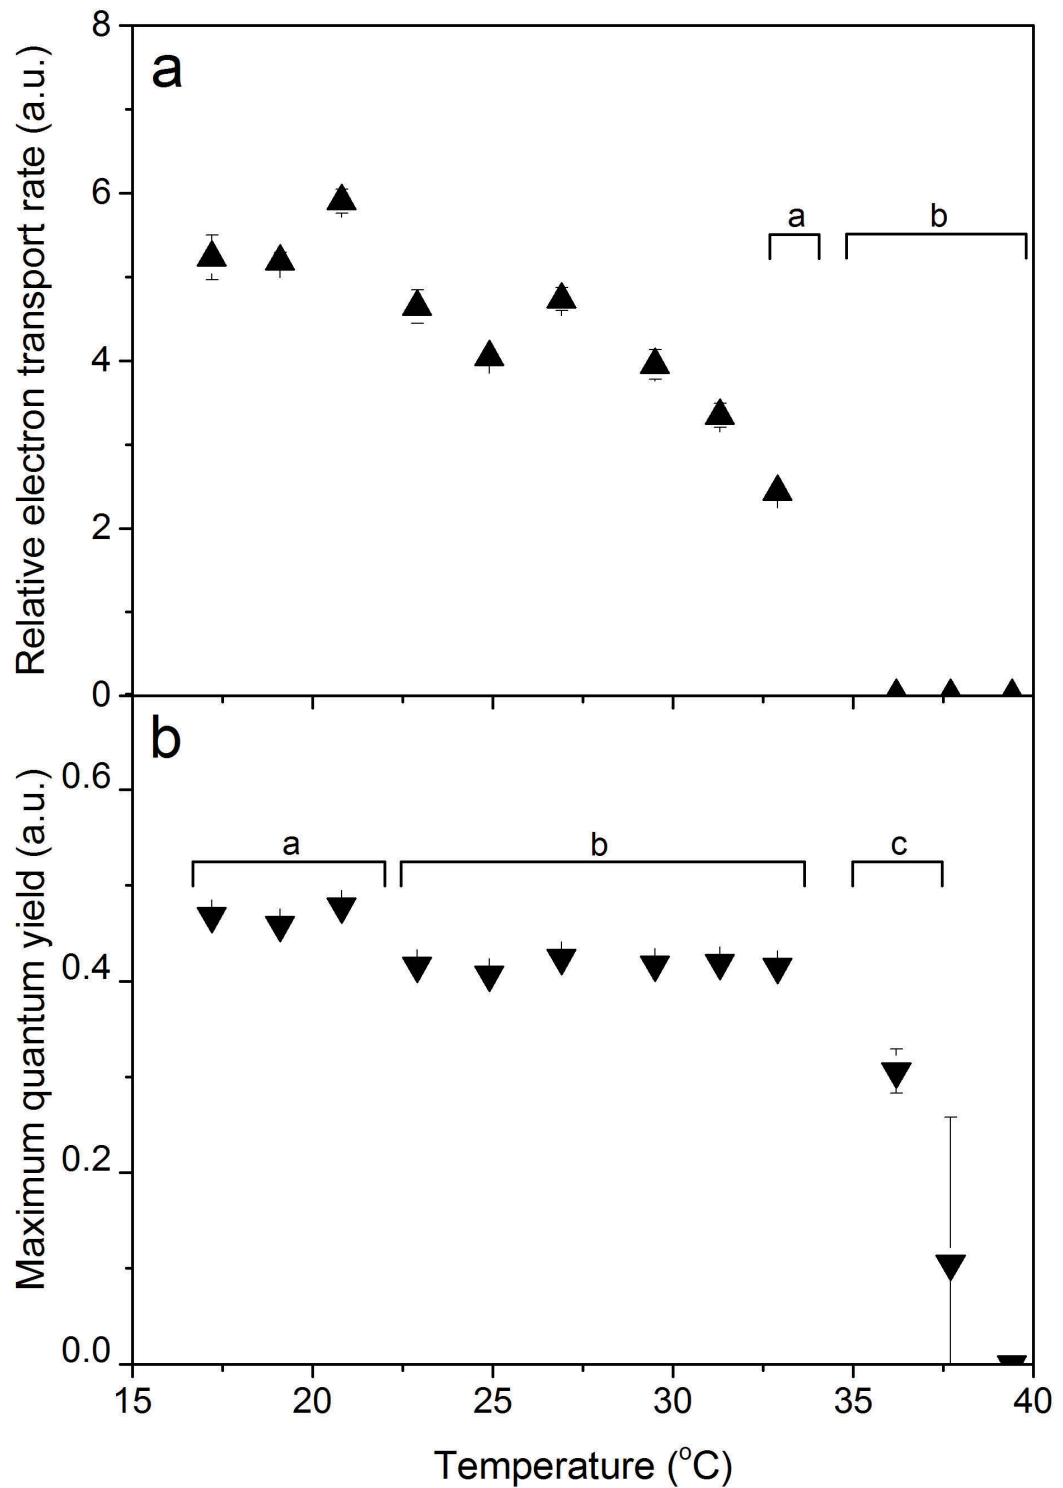 8
a
6
a
b
4
2
0
Relative electron transport rate (a.u.)
b
0.6
a
b
c
0.4
0.2
0.0
Maximum quantum yield (a.u.)
15 20 25 30 35 40
Temperature (°C)